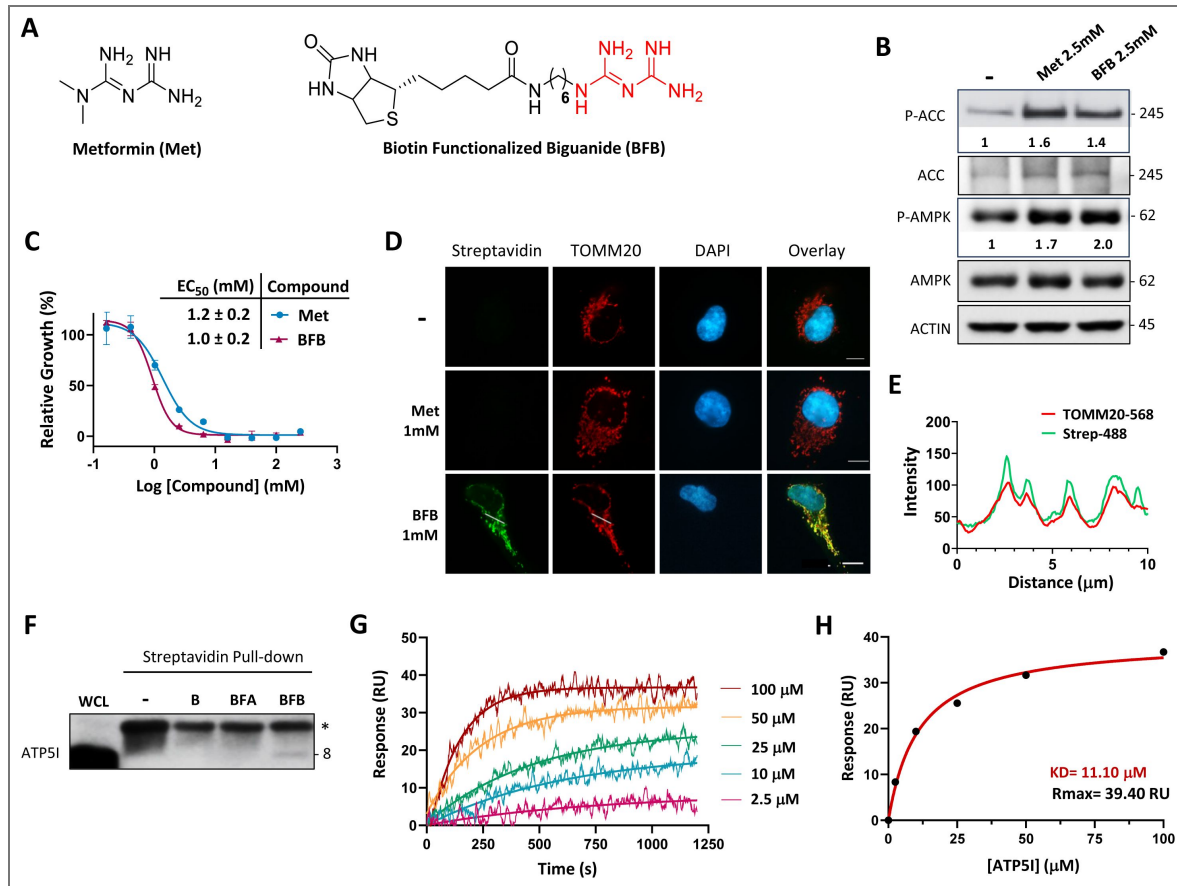 A
NH2 NH
N N NH2
Metformin (Met)
O
HN NH
S
O
N H
6
N H
NH2 NH
N NH2
Biotin Functionalized Biguanide (BFB)
B
- Met 2.5mM BFB 2.5mM
P-ACC - 245
1 1.6 1.4
ACC - 245
P-AMPK - 62
1 1.7 2.0
AMPK - 62
ACTIN - 45
C
EC50 (mM) Compound
1.2 ± 0.2 Met
1.0 ± 0.2 BFB
Relative Growth (%)
100
50
0
-1 0 1 2 3
Log [Compound] (mM)
D
Streptavidin TOMM20 DAPI Overlay
-
Met
1mM
BFB
1mM
E
TOMM20-568
Strep-488
Intensity
200
150
100
50
0
0 5 10
Distance (μm)
F
Streptavidin Pull-down
WCL - B BFA BFB
*
ATP5I - 8
G
Response (RU)
50
40
30
20
10
0
0 250 500 750 1000 1250
Time (s)
100 μM
50 μM
25 μM
10 μM
2.5 μM
H
Response (RU)
40
30
20
10
0
KD= 11.10 μM
Rmax= 39.40 RU
0 25 50 75 100
[ATP5I] (μM)